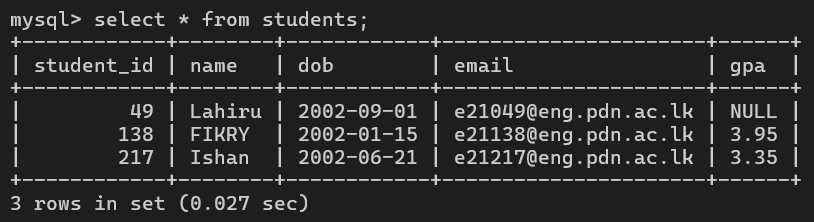 mysql> select * from students;
+------------+--------+------------+----------------------+------+
| student_id | name   | dob        | email                | gpa  |
+------------+--------+------------+----------------------+------+
|         49 | Lahiru | 2002-09-01 | e21049@eng.pdn.ac.lk | NULL |
|        138 | FIKRY  | 2002-01-15 | e21138@eng.pdn.ac.lk | 3.95 |
|        217 | Ishan  | 2002-06-21 | e21217@eng.pdn.ac.lk | 3.35 |
+------------+--------+------------+----------------------+------+
3 rows in set (0.027 sec)